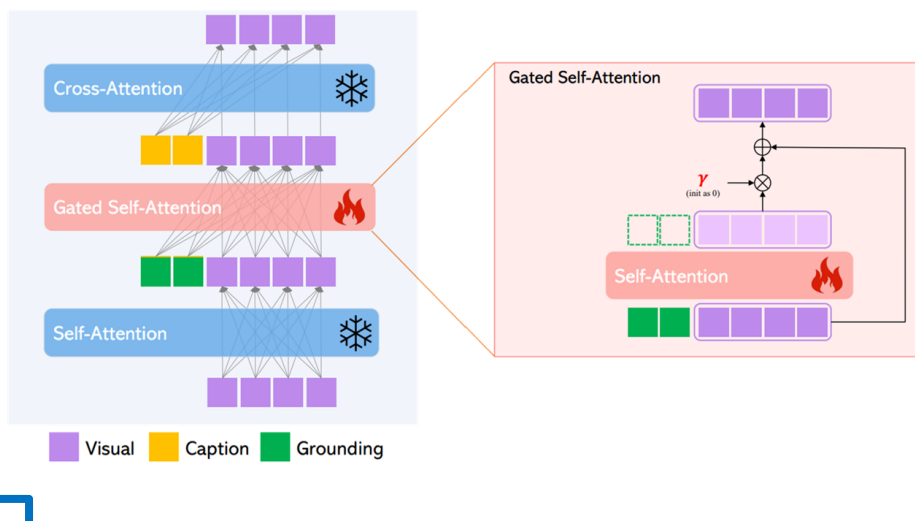 Cross-Attention
Gated Self-Attention
Self-Attention
Visual
Caption
Grounding
Gated Self-Attention
γ
(init as 0)
Self-Attention